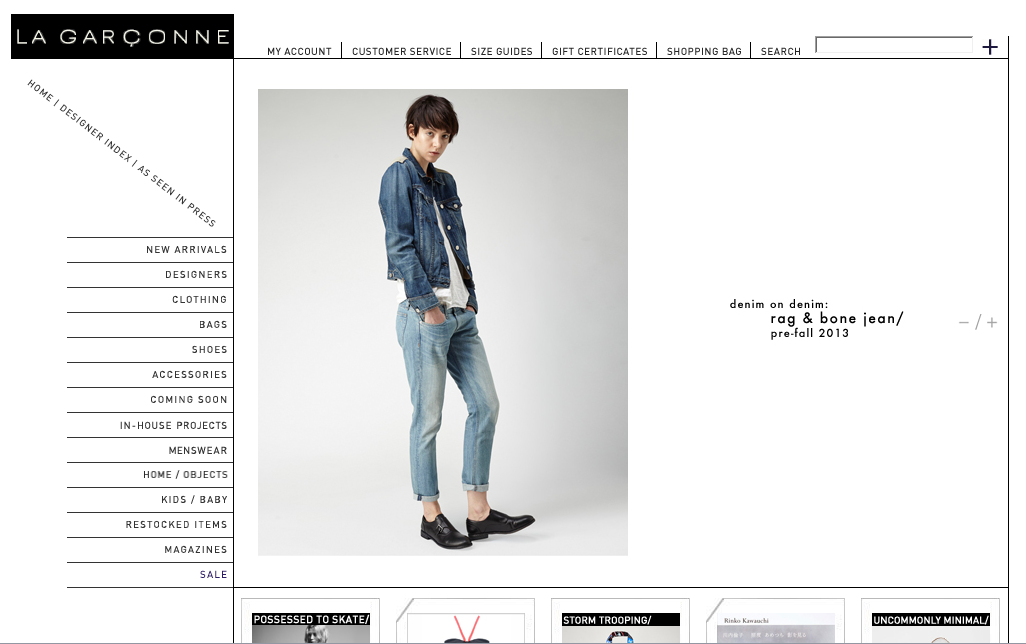 LA GARÇONNE
MY ACCOUNT
CUSTOMER SERVICE
SIZE GUIDES
GIFT CERTIFICATES
SHOPPING BAG
SEARCH
+
HOME | DESIGNER INDEX | AS SEEN IN PRESS
NEW ARRIVALS
DESIGNERS
CLOTHING
BAGS
SHOES
ACCESSORIES
COMING SOON
IN-HOUSE PROJECTS
MENSWEAR
HOME / OBJECTS
KIDS / BABY
RESTOCKED ITEMS
MAGAZINES
SALE
denim on denim:
rag & bone jean/
pre-fall 2013
– / +
POSSESSED TO SKATE/
STORM TROOPING/
Rinko Kawauchi
UNCOMMONLY MINIMAL/